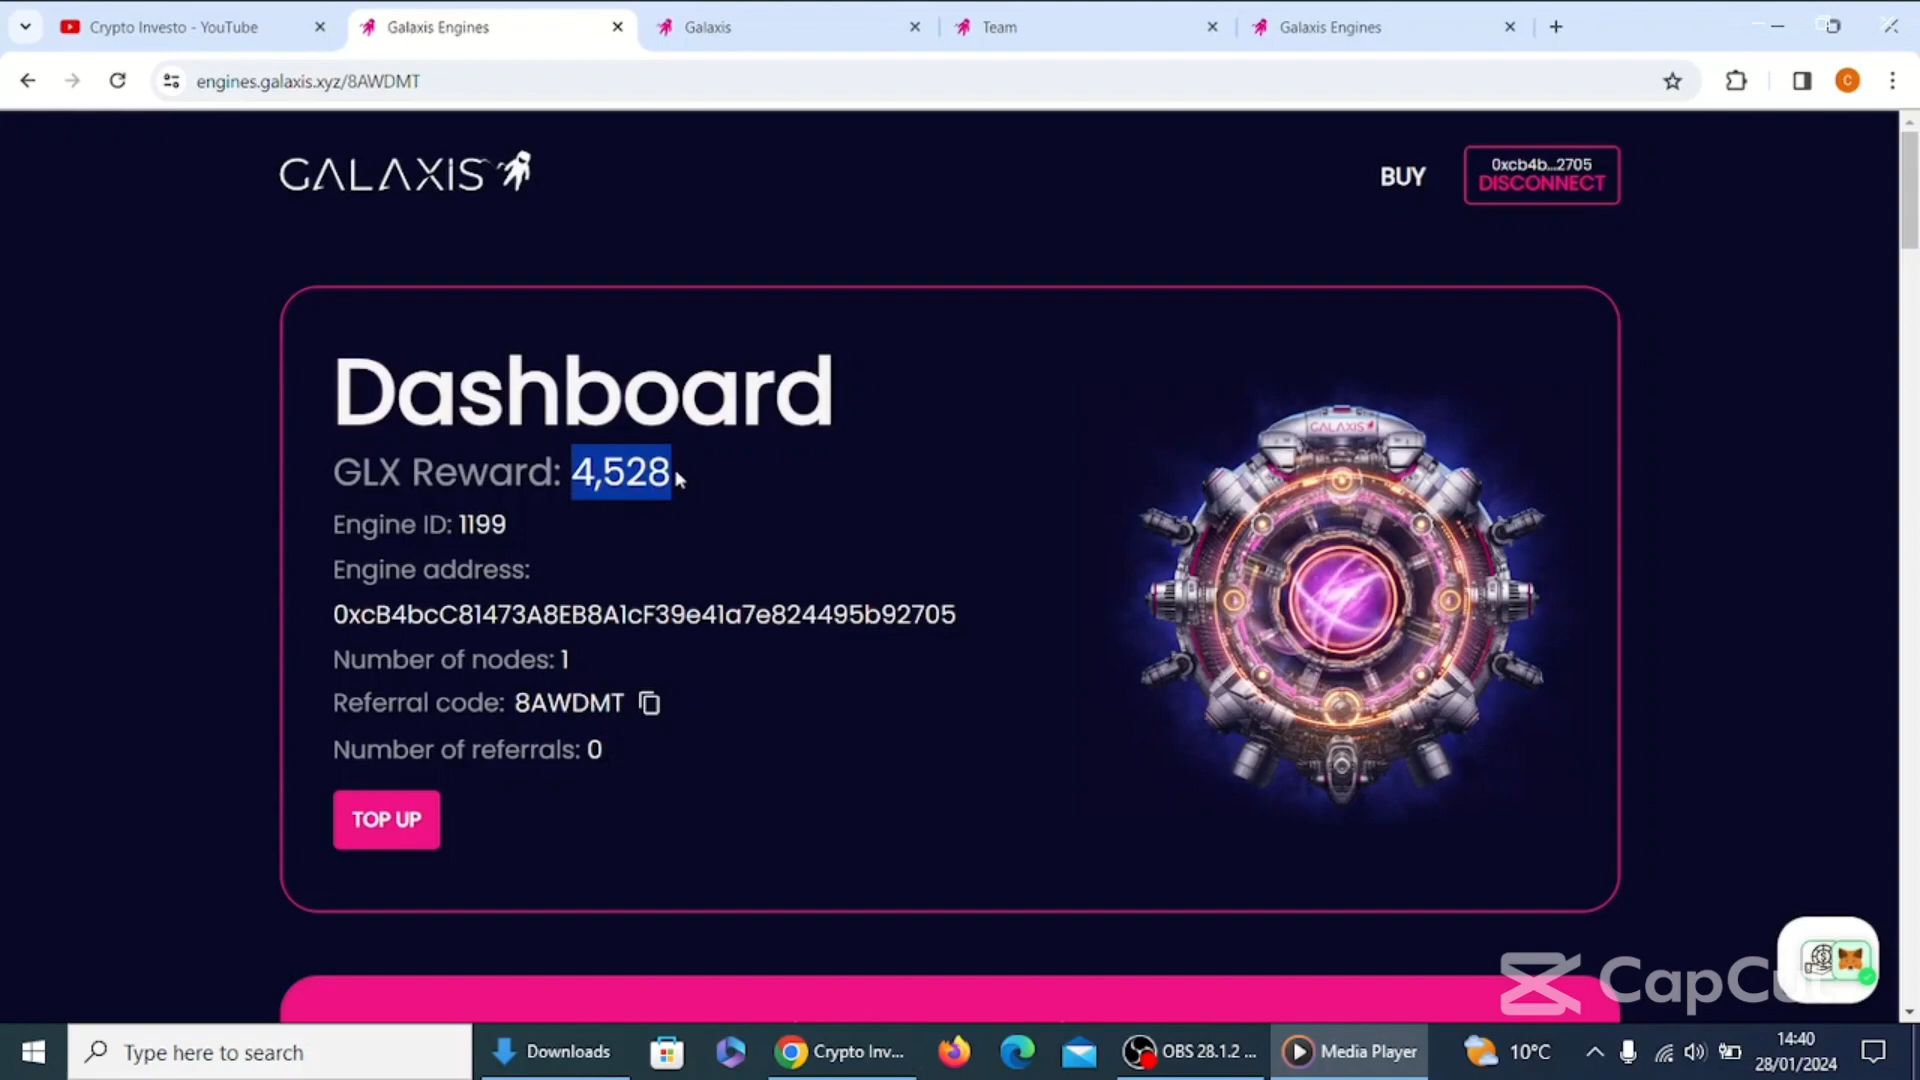 Crypto Investo - YouTube
Galaxis Engines
Galaxis
Team
Galaxis Engines
engines.galaxis.xyz/8AWDMT
C
GALAXIS
BUY
0xcb4b...2705
DISCONNECT
Dashboard
GLX Reward: 4,528
Engine ID: 1199
Engine address:
0xcB4bcC81473A8EB8A1cF39e41a7e824495b92705
Number of nodes: 1
Referral code: 8AWDMT
Number of referrals: 0
TOP UP
GALAXIS
CapCut
Type here to search
Downloads
Crypto Inv...
OBS 28.1.2 ...
Media Player
10°C
14:40
28/01/2024